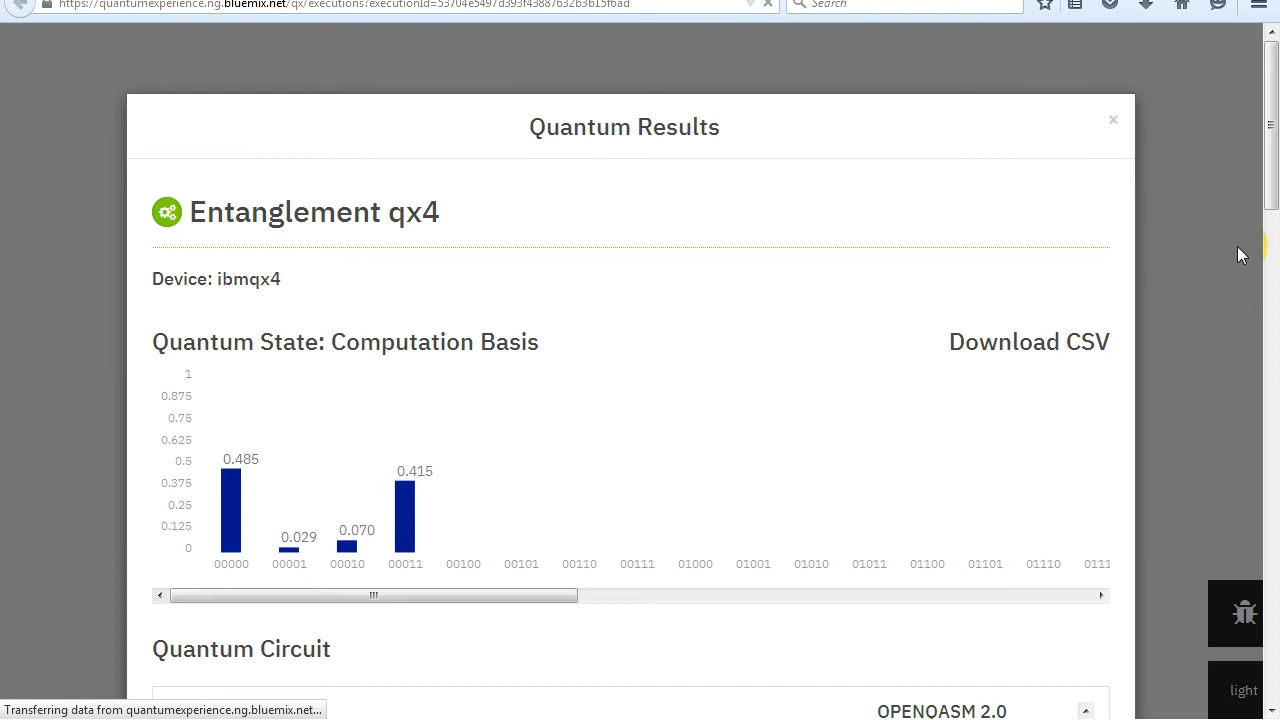 https://quantumexperience.ng.bluemix.net/qx/executions?executionId=53704e5497d393f43887632b3b15f6ad
Search
Quantum Results
×
Entanglement qx4
Device: ibmqx4
Quantum State: Computation Basis
Download CSV
1
0.875
0.75
0.625
0.5
0.375
0.25
0.125
0
0.485
0.029
0.070
0.415
00000 00001 00010 00011 00100 00101 00110 00111 01000 01001 01010 01011 01100 01101 01110 0111
Quantum Circuit
OPENQASM 2.0
light
Transferring data from quantumexperience.ng.bluemix.net...